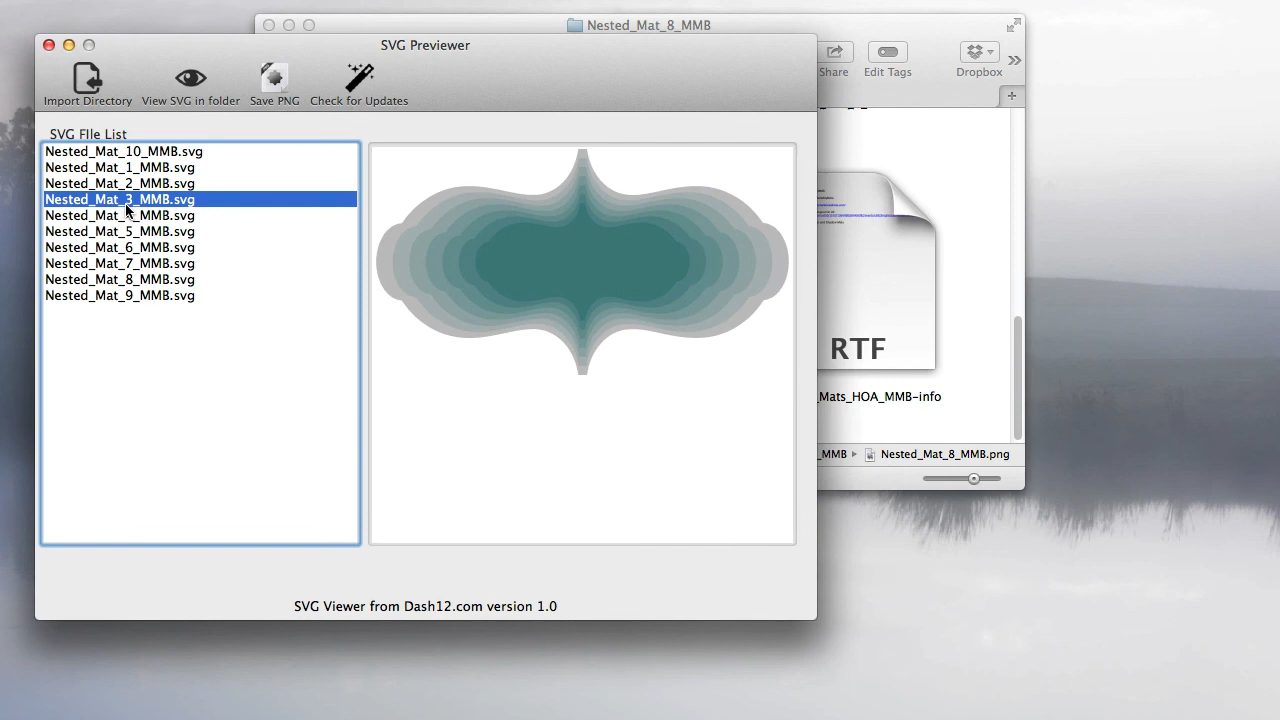 Nested_Mat_8_MMB
SVG Previewer
Share
Edit Tags
Dropbox
Import Directory
View SVG in folder
Save PNG
Check for Updates
SVG FIle List
Nested_Mat_10_MMB.svg
Nested_Mat_1_MMB.svg
Nested_Mat_2_MMB.svg
Nested_Mat_3_MMB.svg
Nested_Mat_4_MMB.svg
Nested_Mat_5_MMB.svg
Nested_Mat_6_MMB.svg
Nested_Mat_7_MMB.svg
Nested_Mat_8_MMB.svg
Nested_Mat_9_MMB.svg
RTF
_Mats_HOA_MMB-info
_MMB
Nested_Mat_8_MMB.png
SVG Viewer from Dash12.com version 1.0